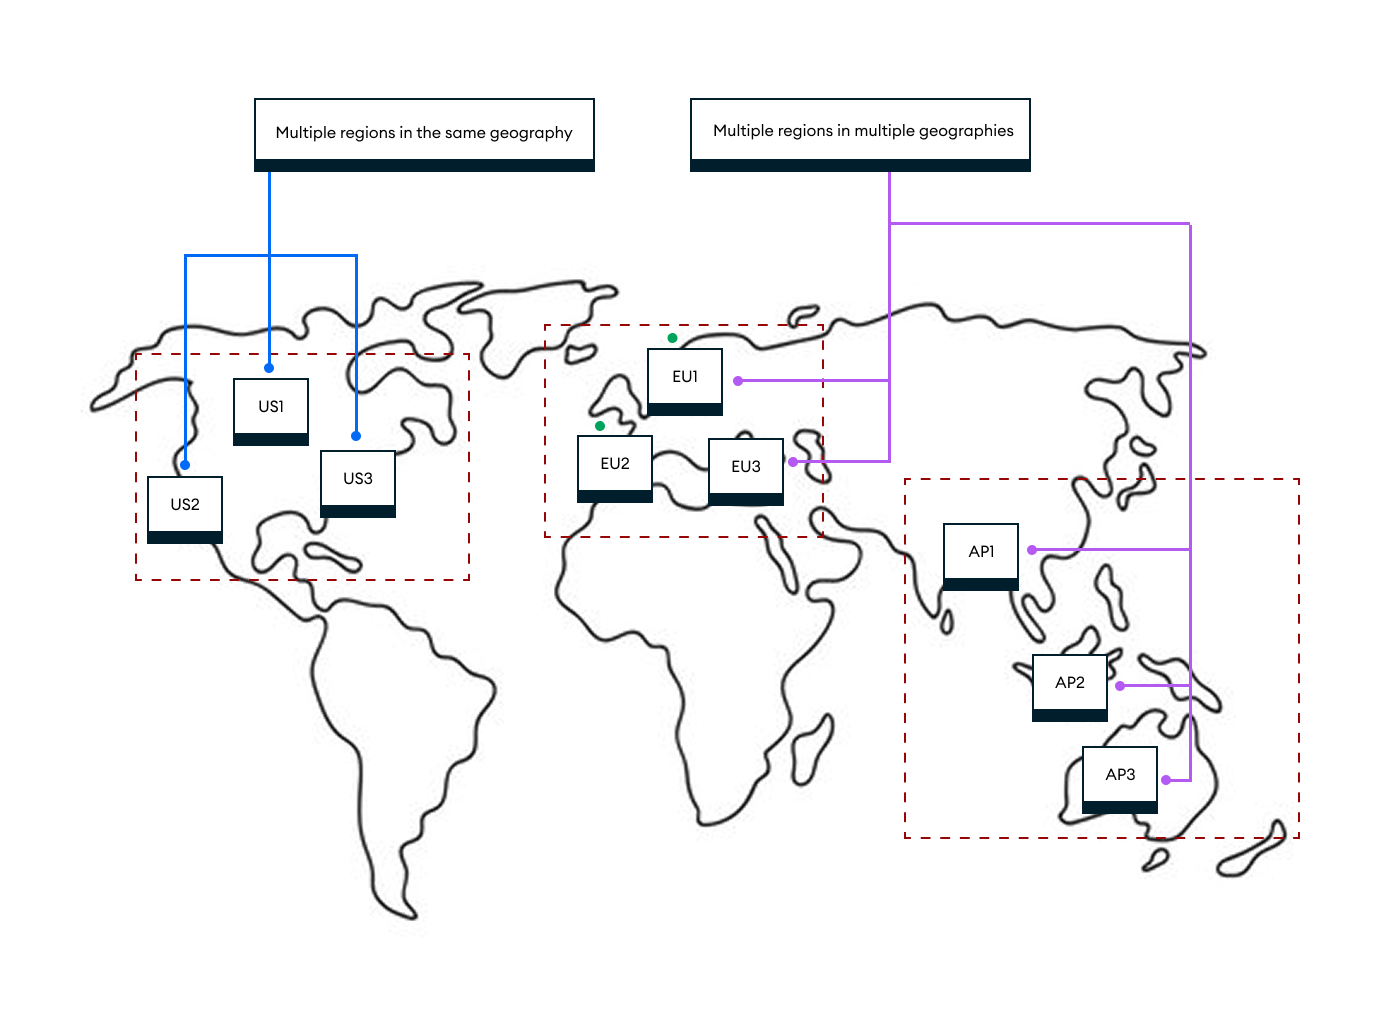 Multiple regions in the same geography
Multiple regions in multiple geographies
US1
US2
US3
EU1
EU2
EU3
AP1
AP2
AP3